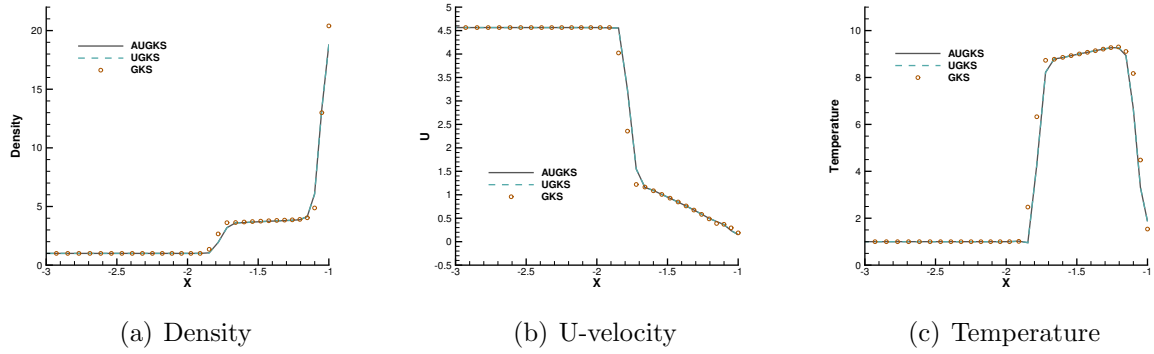 Density
20
15
10
5
0
-3
-2.5
-2
-1.5
-1
X
AUGKS
UGKS
GKS
(a) Density
U
5
4.5
4
3.5
3
2.5
2
1.5
1
0.5
0
-0.5
-3
-2.5
-2
-1.5
-1
X
AUGKS
UGKS
GKS
(b) U-velocity
Temperature
10
8
6
4
2
0
-3
-2.5
-2
-1.5
-1
X
AUGKS
UGKS
GKS
(c) Temperature